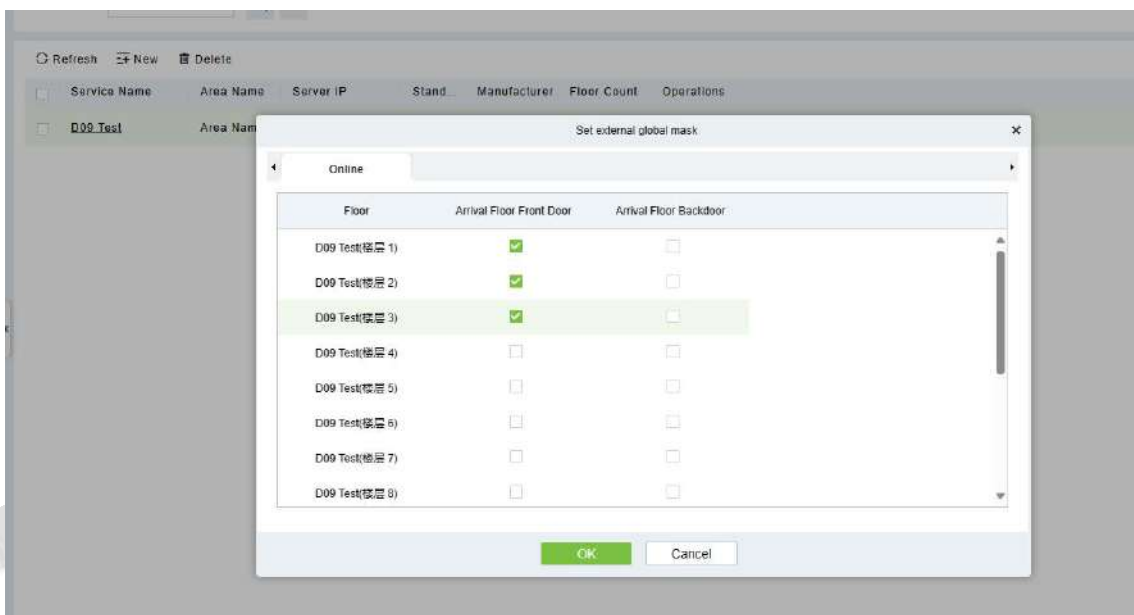 Refresh New Delete
Service Name Area Name Server IP Stand... Manufacturer Floor Count Operations
D09 Test Area Nam
Set external global mask
Online
Floor Arrival Floor Front Door Arrival Floor Backdoor
D09 Test(楼层 1)
D09 Test(楼层 2)
D09 Test(楼层 3)
D09 Test(楼层 4)
D09 Test(楼层 5)
D09 Test(楼层 6)
D09 Test(楼层 7)
D09 Test(楼层 8)
OK Cancel